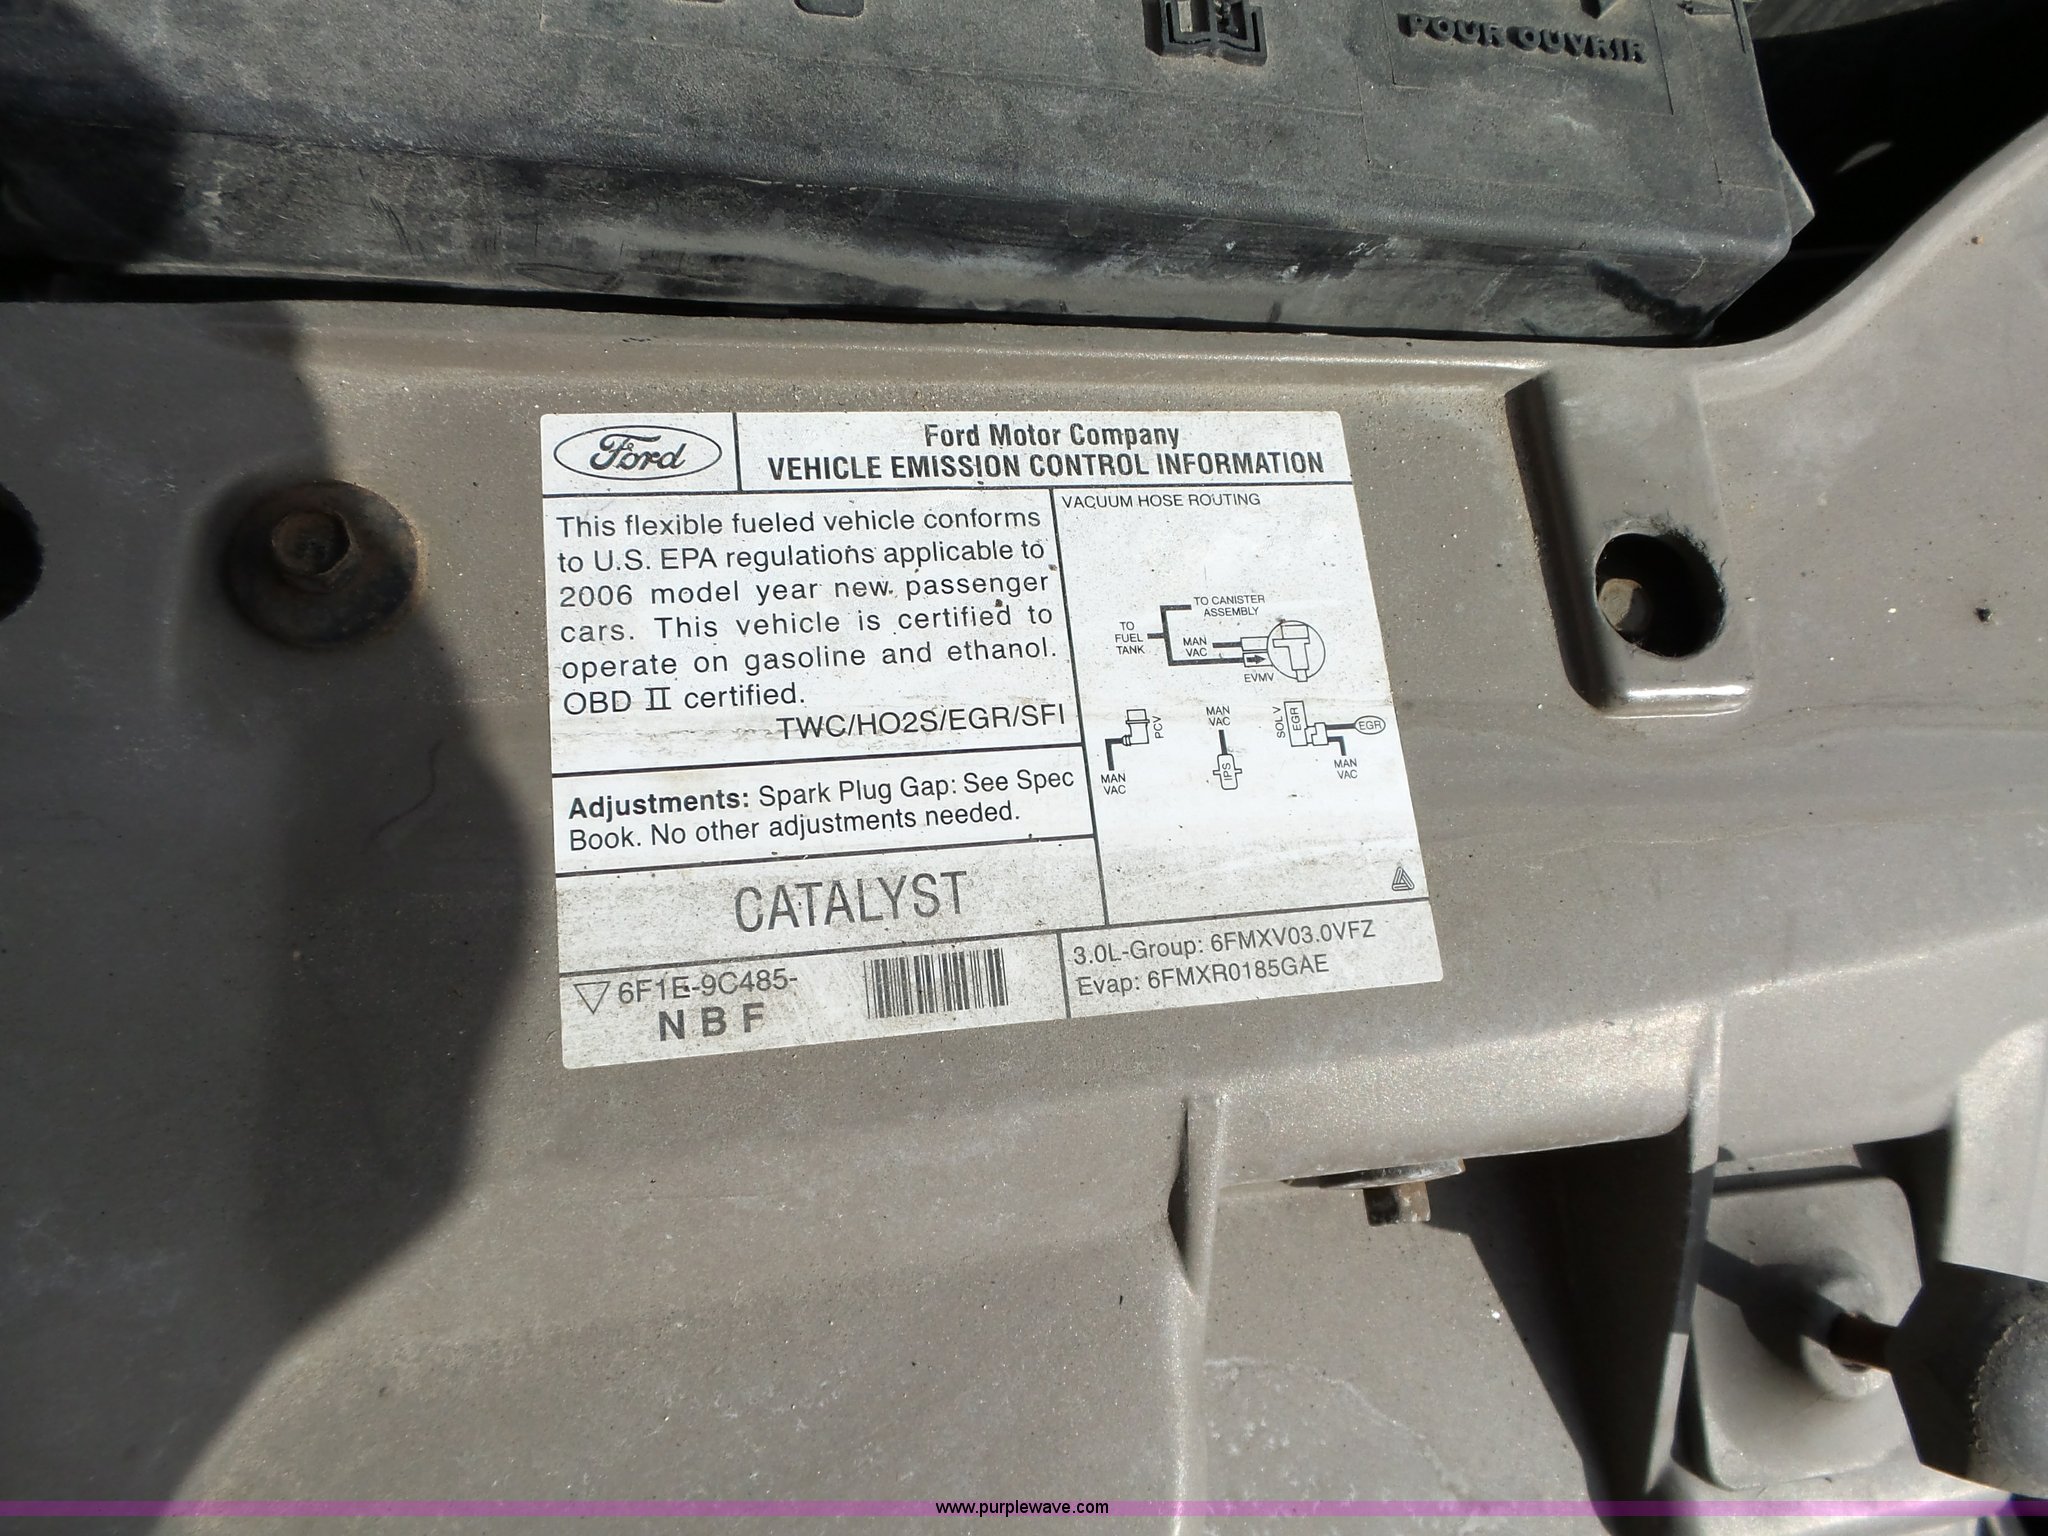 POUR OUVRIR
Ford
Ford Motor Company
VEHICLE EMISSION CONTROL INFORMATION
This flexible fueled vehicle conforms
to U.S. EPA regulations applicable to
2006 model year new passenger
cars. This vehicle is certified to
operate on gasoline and ethanol.
OBD II certified.
TWC/HO2S/EGR/SFI
Adjustments: Spark Plug Gap: See Spec
Book. No other adjustments needed.
CATALYST
6F1E-9C485-
N B F
VACUUM HOSE ROUTING
TO CANISTER
ASSEMBLY
TO
FUEL
TANK
MAN
VAC
EVMV
PCV
MAN
VAC
MAN
VAC
IPS
SOL V
EGR
EGR
MAN
VAC
3.0L-Group: 6FMXV03.0VFZ
Evap: 6FMXR0185GAE
www.purplewave.com